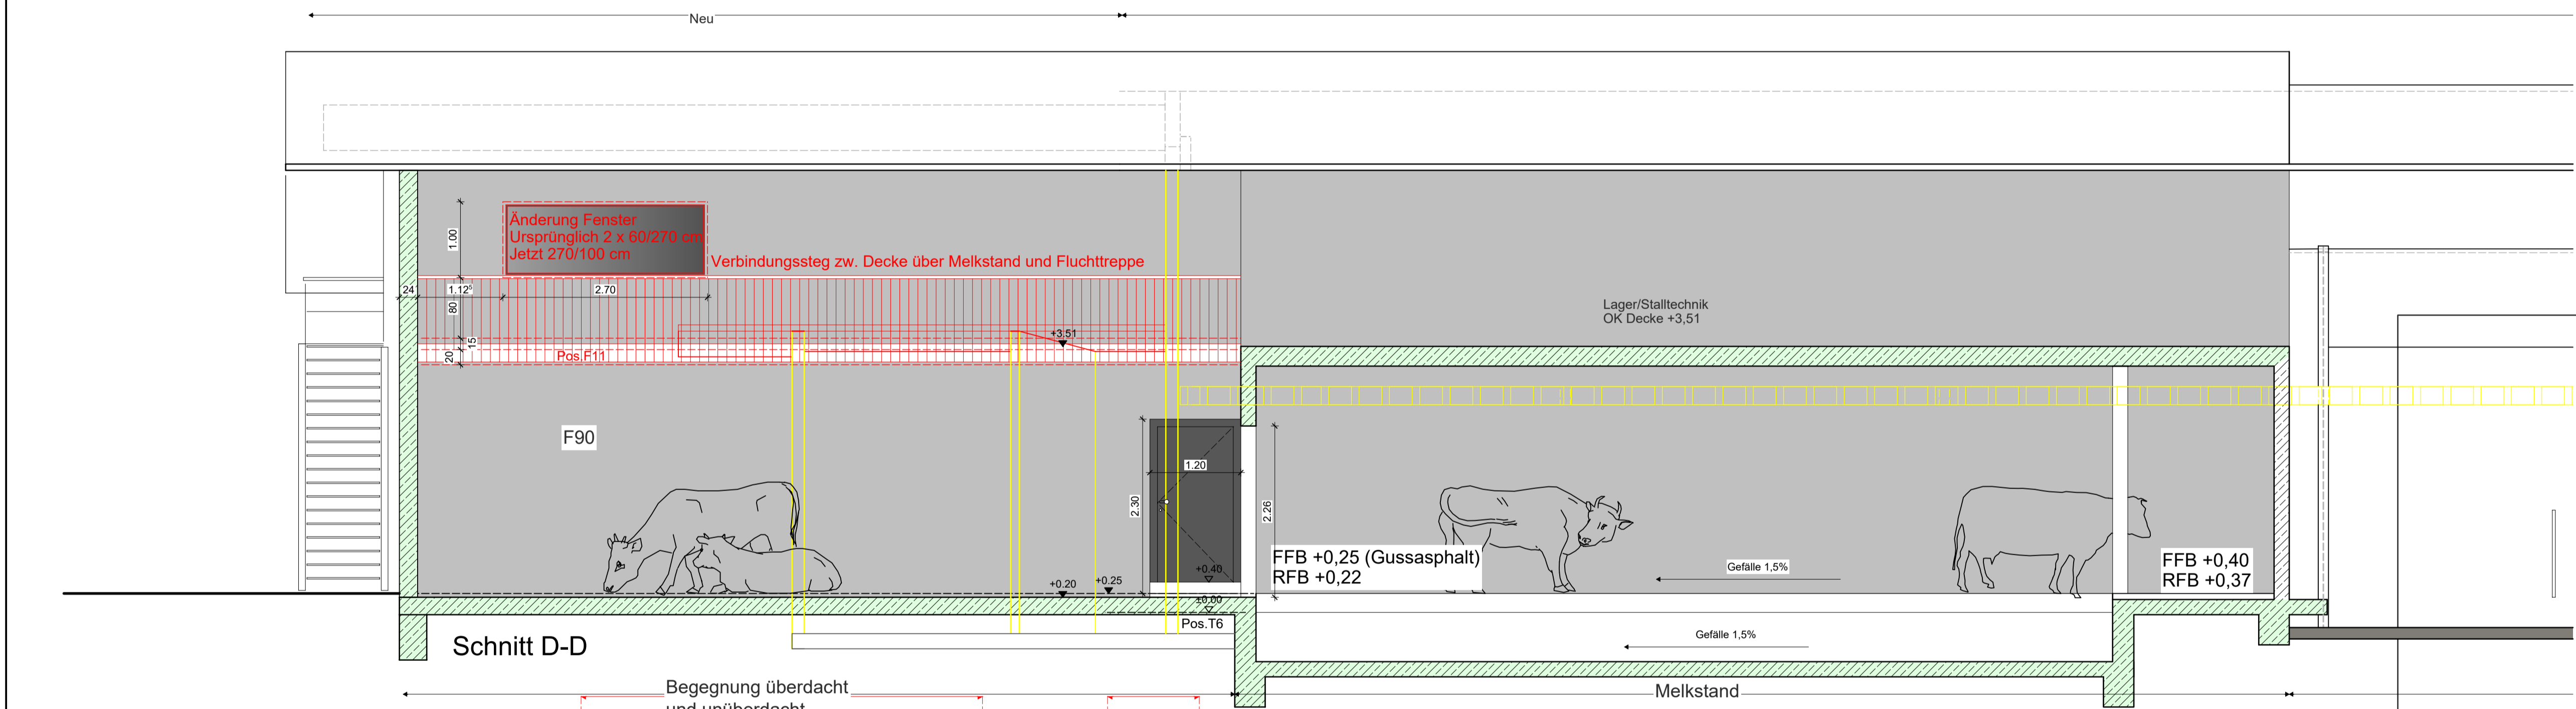 Neu
Änderung Fenster
Ursprünglich 2 x 60/270 cm
Jetzt 270/100 cm
1.00
Verbindungssteg zw. Decke über Melkstand und Fluchttreppe
24
1.12⁵
2.70
80
Lager/Stalltechnik
OK Decke +3,51
+3.51
15
20
Pos.F11
F90
1.20
2.30
2.26
FFB +0,25 (Gussasphalt)
RFB +0,22
Gefälle 1,5%
FFB +0,40
RFB +0,37
+0.40
+0.20
+0.25
±0.00
Pos.T6
Gefälle 1,5%
Schnitt D-D
Begegnung überdacht
und unüberdacht
Melkstand